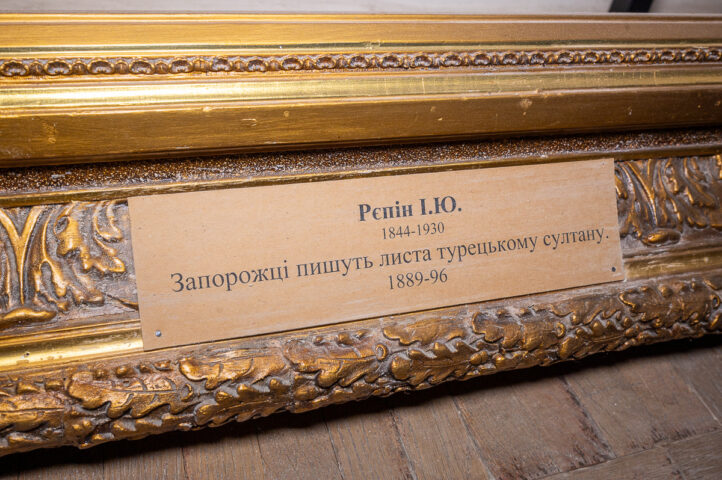 Рєпін І.Ю.
1844-1930
Запорожці пишуть листа турецькому султану.
1889-96